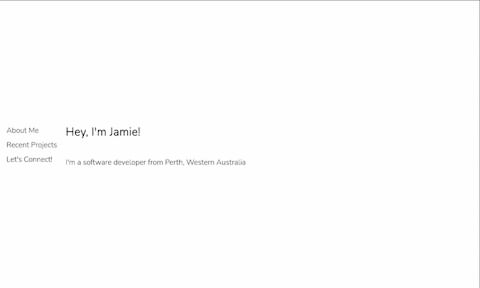 About Me
Recent Projects
Let's Connect!
Hey, I'm Jamie!
I'm a software developer from Perth, Western Australia